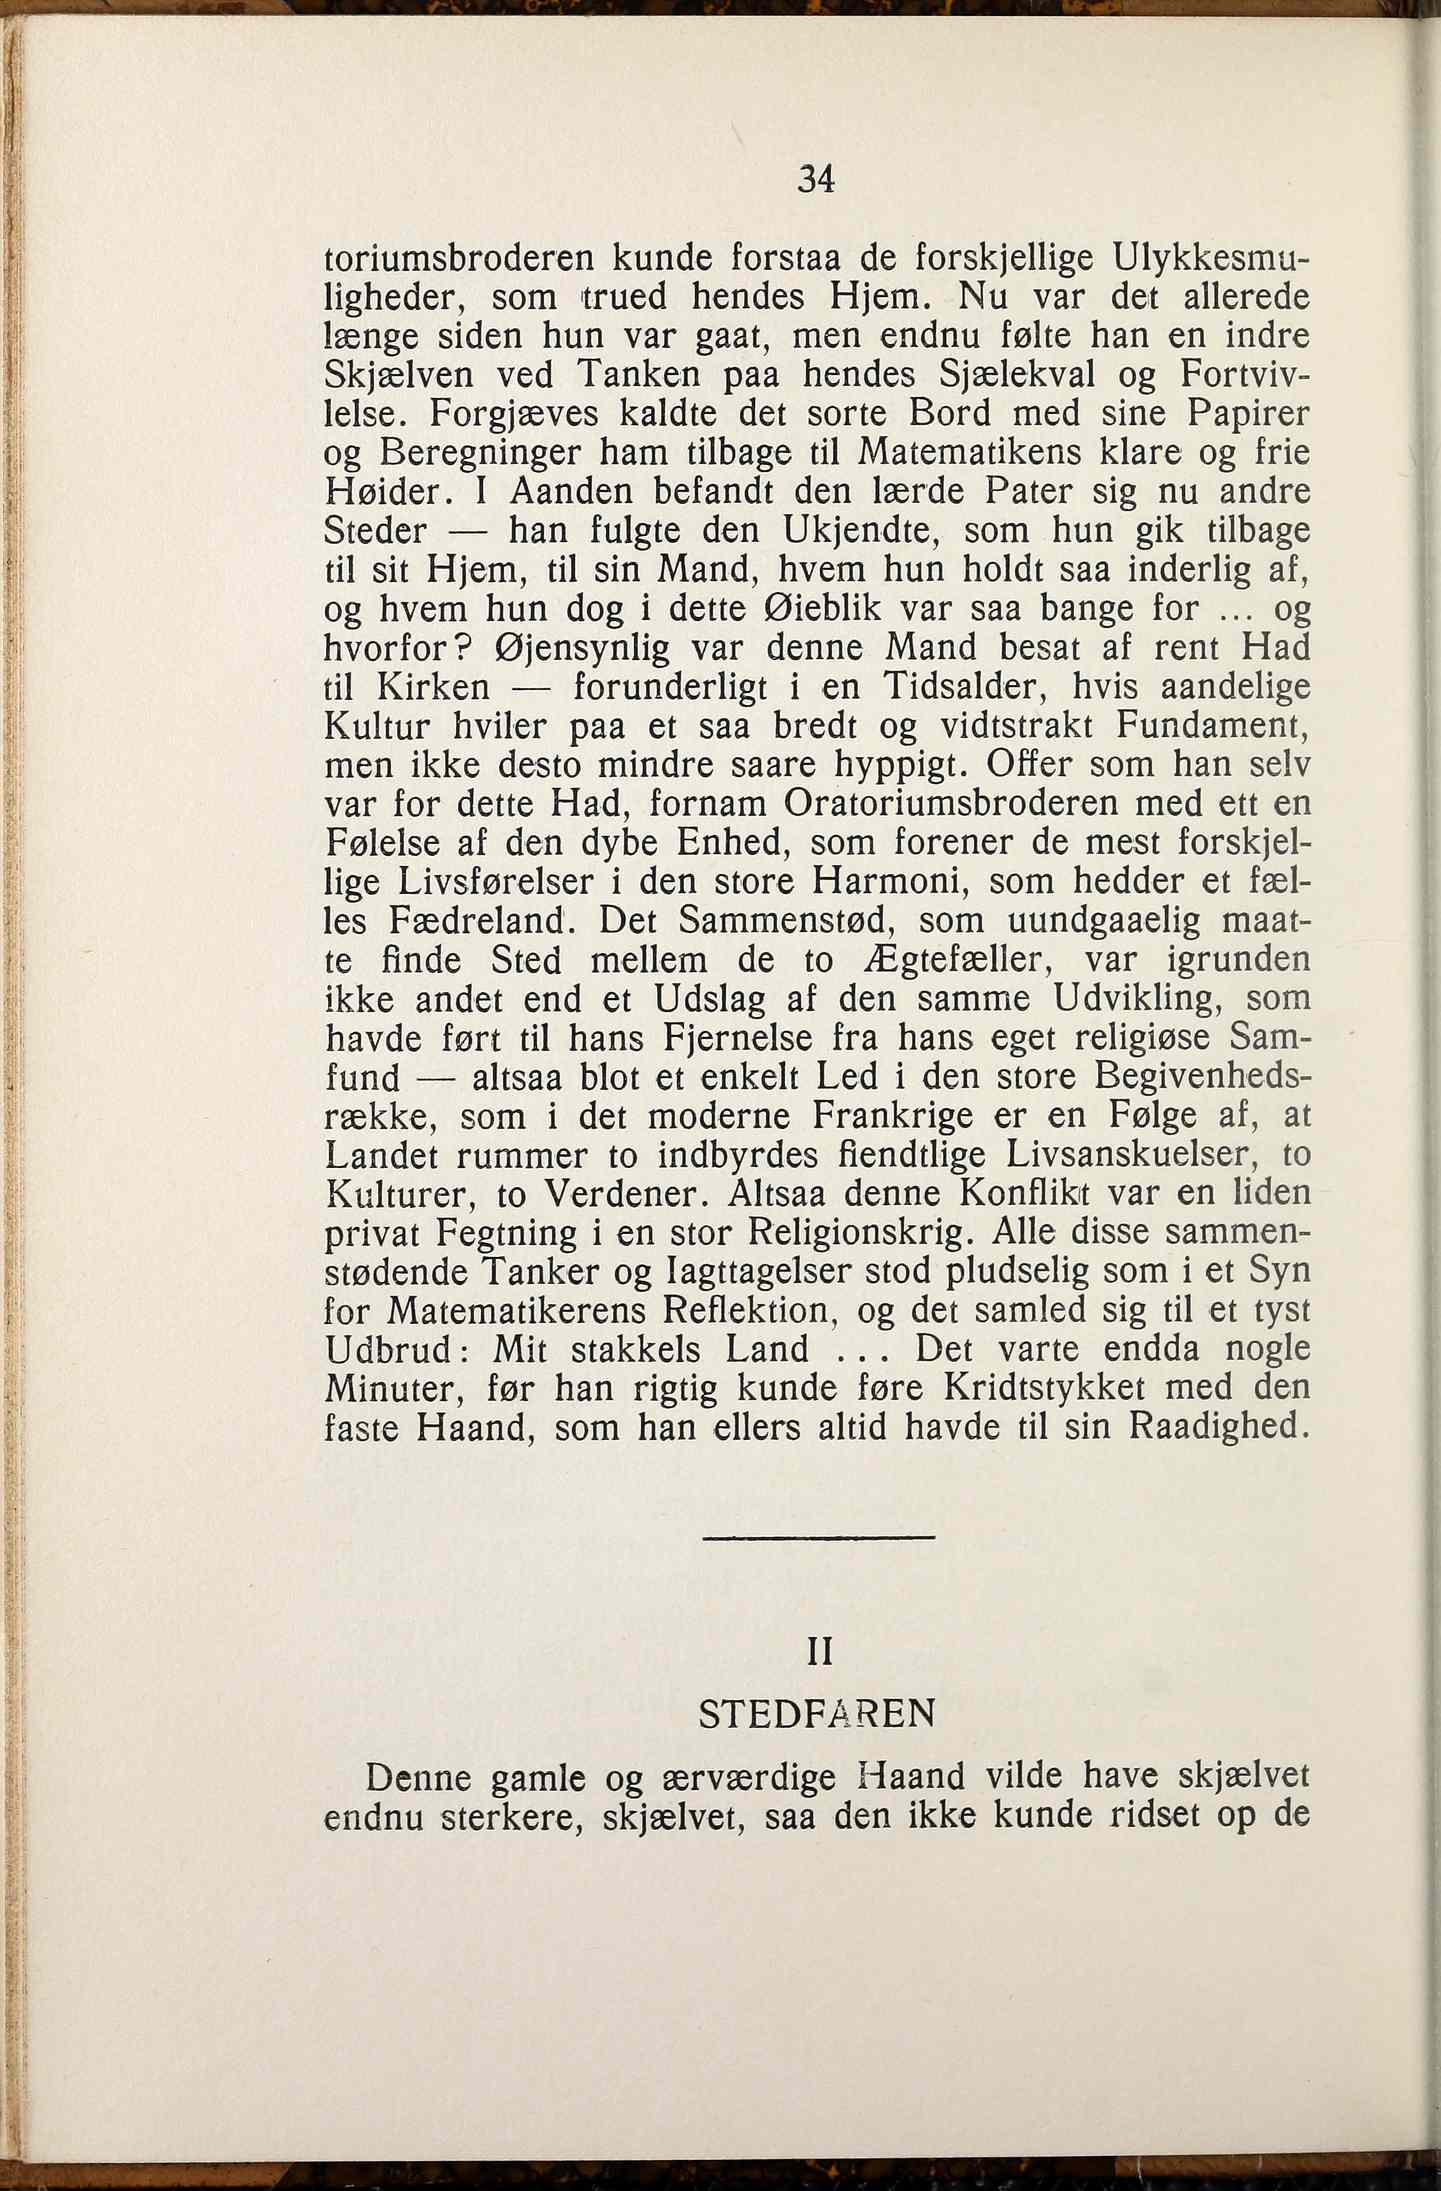 34
toriumsbroderen kunde forstaa de forskjellige Ulykkesmu-
ligheder, som trued hendes Hjem. Nu var det allerede
længe siden hun var gaat, men endnu følte han en indre
Skjælven ved Tanken paa hendes Sjælekval og Fortviv-
lelse. Forgjæves kaldte det sorte Bord med sine Papirer
og Beregninger ham tilbage til Matematikens klare og frie
Høider. I Aanden befandt den lærde Pater sig nu andre
Steder — han fulgte den Ukjendte, som hun gik tilbage
til sit Hjem, til sin Mand, hvem hun holdt saa inderlig af,
og hvem hun dog i dette Øieblik var saa bange for ... og
hvorfor? Øjensynlig var denne Mand besat af rent Had
til Kirken — forunderligt i en Tidsalder, hvis aandelige
Kultur hviler paa et saa bredt og vidtstrakt Fundament,
men ikke desto mindre saare hyppigt. Offer som han selv
var for dette Had, fornam Oratoriumsbroderen med ett en
Følelse af den dybe Enhed, som forener de mest forskjel-
lige Livsførelser i den store Harmoni, som hedder et fæl-
les Fædreland. Det Sammenstød, som uundgaaelig maat-
te finde Sted mellem de to Ægtefæller, var igrunden
ikke andet end et Udslag af den samme Udvikling, som
havde ført til hans Fjernelse fra hans eget religiøse Sam-
fund — altsaa blot et enkelt Led i den store Begivenheds-
række, som i det moderne Frankrige er en Følge af, at
Landet rummer to indbyrdes fiendtlige Livsanskuelser, to
Kulturer, to Verdener. Altsaa denne Konflikt var en liden
privat Fegtning i en stor Religionskrig. Alle disse sammen-
stødende Tanker og Iagttagelser stod pludselig som i et Syn
for Matematikerens Reflektion, og det samled sig til et tyst
Udbrud: Mit stakkels Land ... Det varte endda nogle
Minuter, før han rigtig kunde føre Kridtstykket med den
faste Haand, som han ellers altid havde til sin Raadighed.
II
STEDFAREN
Denne gamle og ærværdige Haand vilde have skjælvet
endnu sterkere, skjælvet, saa den ikke kunde ridset op de